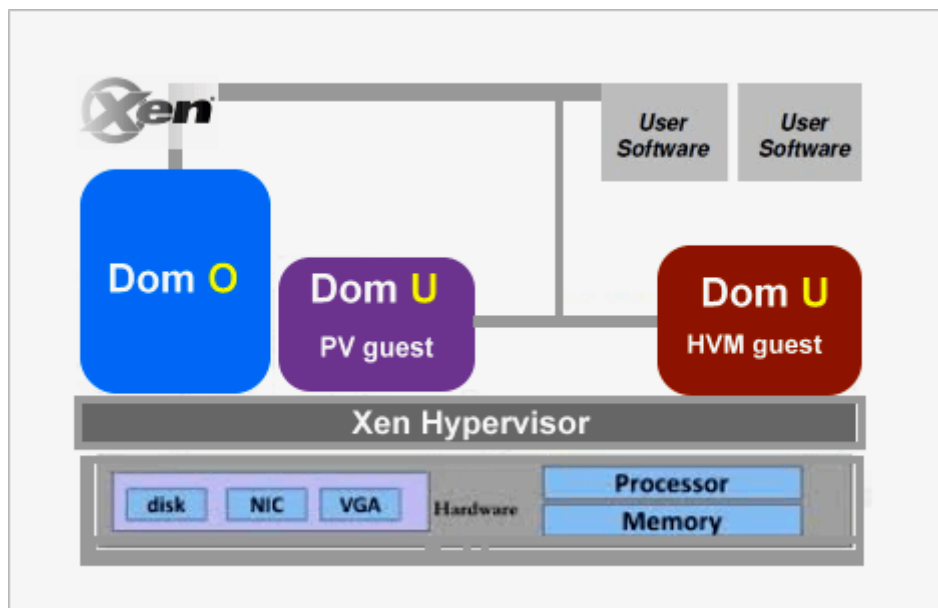 Xen
User
Software
User
Software
Dom O
Dom U
PV guest
Dom U
HVM guest
Xen Hypervisor
disk
NIC
VGA
Hardware
Processor
Memory